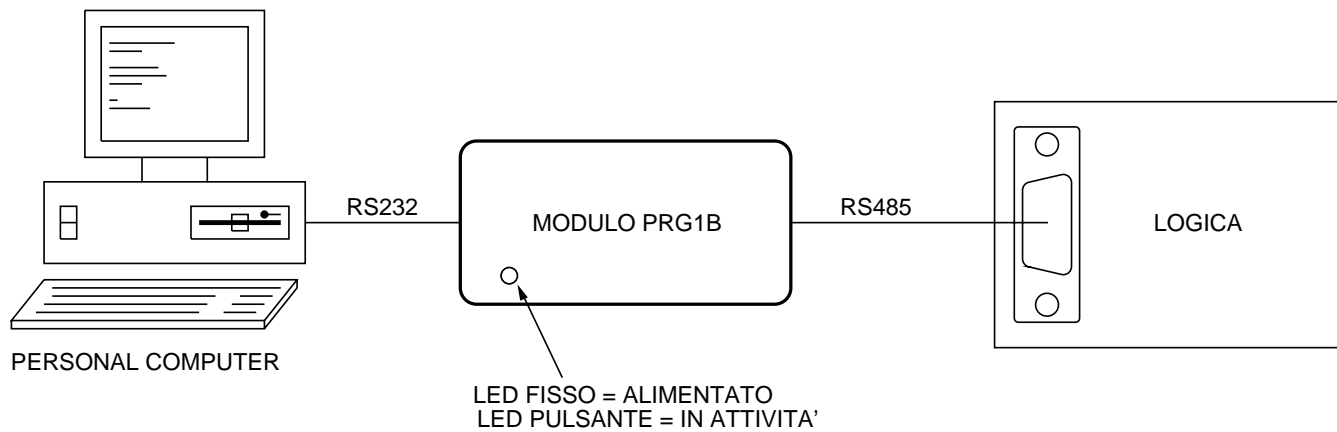 RS232
MODULO PRG1B
RS485
LOGICA
PERSONAL COMPUTER
LED FISSO = ALIMENTATO
LED PULSANTE = IN ATTIVITA'